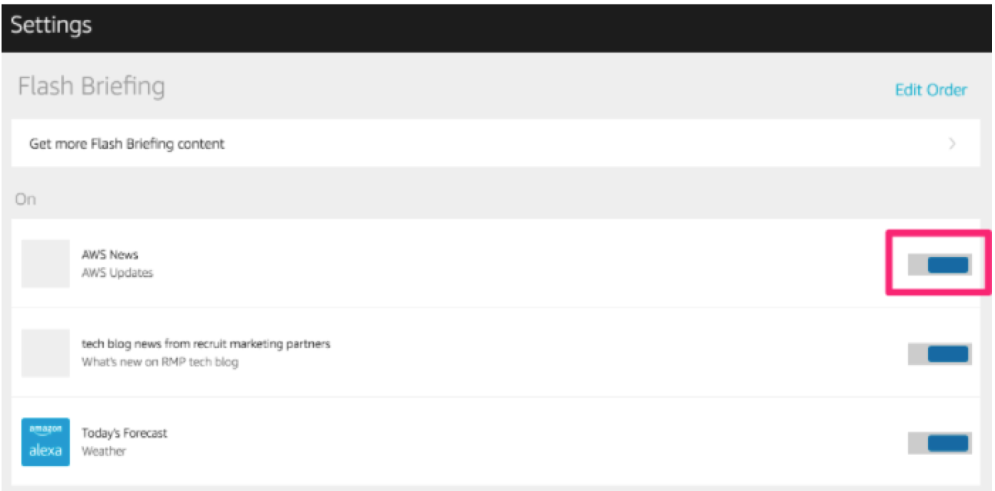 Settings
Flash Briefing
Edit Order
Get more Flash Briefing content
On
AWS News
AWS Updates
tech blog news from recruit marketing partners
What's new on RMP tech blog
amazon
alexa
Today's Forecast
Weather